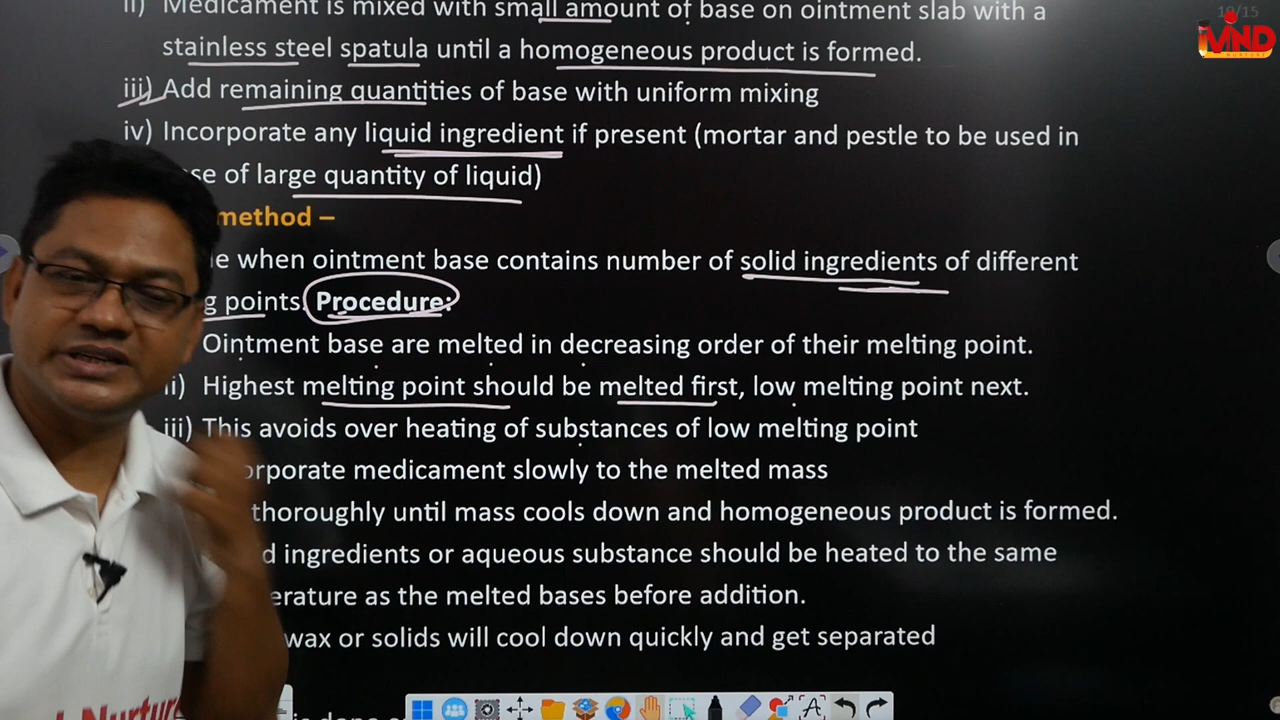 ii) Medicament is mixed with small amount of base on ointment slab with a
stainless steel spatula until a homogeneous product is formed.
iii) Add remaining quantities of base with uniform mixing
iv) Incorporate any liquid ingredient if present (mortar and pestle to be used in
se of large quantity of liquid)
method –
e when ointment base contains number of solid ingredients of different
g points. Procedure:
Ointment base are melted in decreasing order of their melting point.
ii) Highest melting point should be melted first, low melting point next.
iii) This avoids over heating of substances of low melting point
orporate medicament slowly to the melted mass
thoroughly until mass cools down and homogeneous product is formed.
d ingredients or aqueous substance should be heated to the same
erature as the melted bases before addition.
wax or solids will cool down quickly and get separated
10/15
VND
Nurture